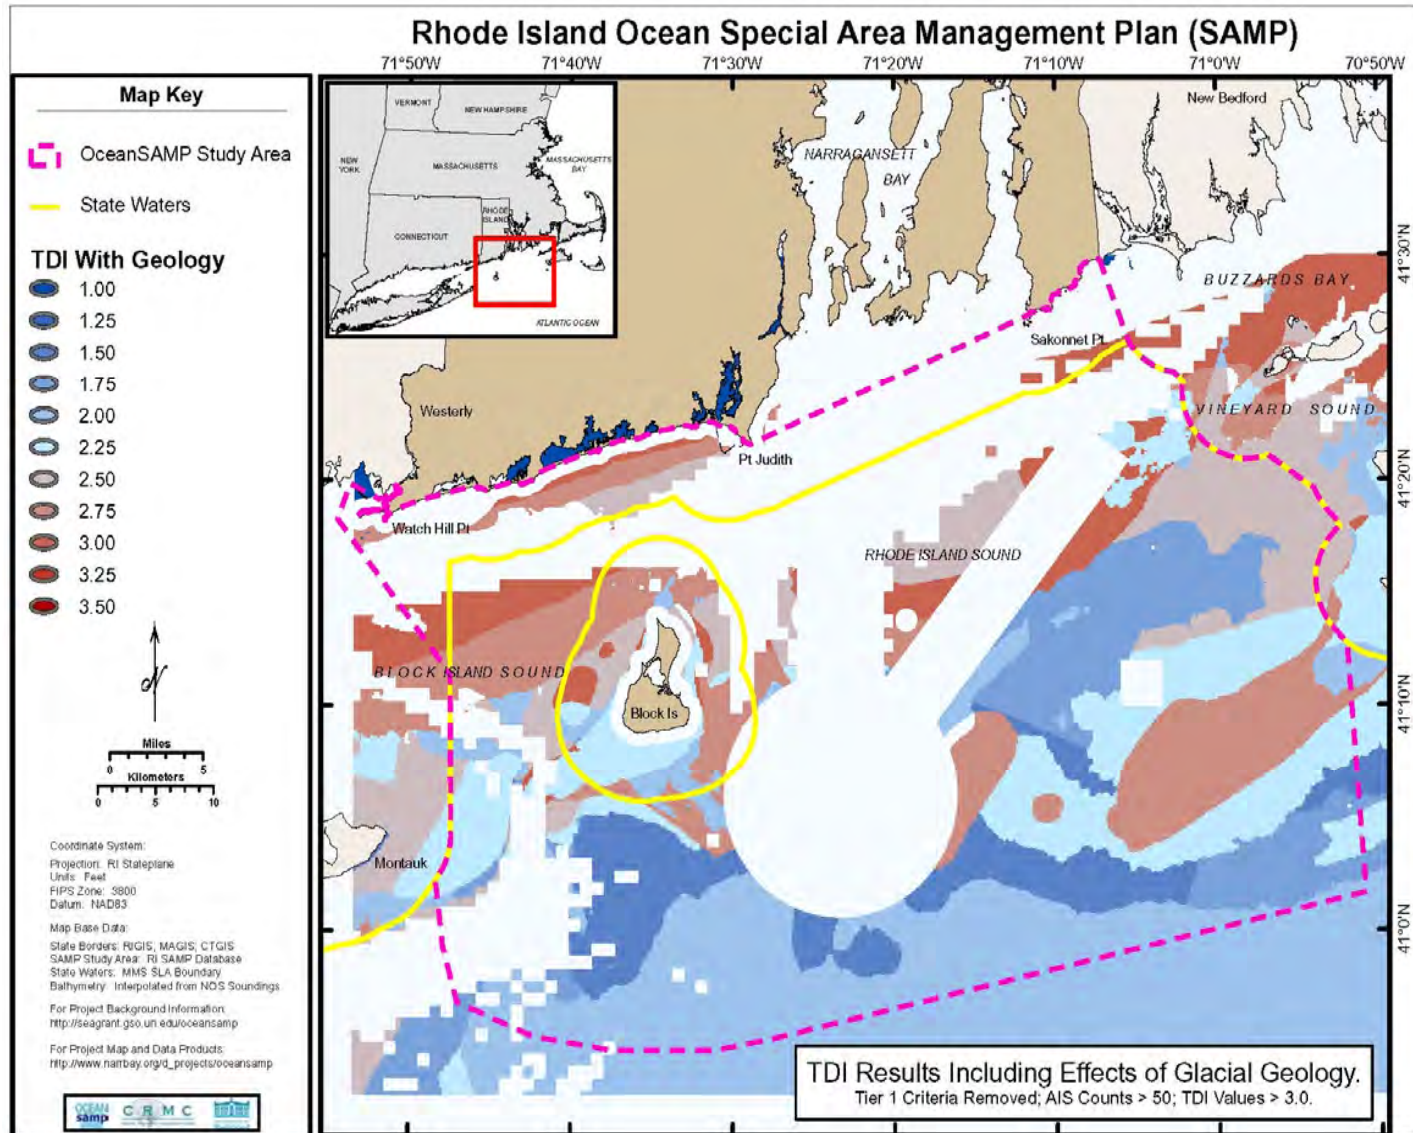 Rhode Island Ocean Special Area Management Plan (SAMP)
71°50'W 71°40'W 71°30'W 71°20'W 71°10'W 71°0'W 70°50'W
Map Key
OceanSAMP Study Area
State Waters
TDI With Geology
1.00
1.25
1.50
1.75
2.00
2.25
2.50
2.75
3.00
3.25
3.50
N
Miles
0 5
Kilometers
0 5 10
Coordinate System:
Projection: RI Stateplane
Units: Feet
FIPS Zone: 3800
Datum: NAD83
Map Base Data:
State Borders: RIGIS, MAGIS, CTGIS
SAMP Study Area: RI SAMP Database
State Waters: MMS SLA Boundary
Bathymetry: Interpolated from NOS Soundings
For Project Background Information:
http://seagrant.gso.uri.edu/oceansamp
For Project Map and Data Products:
http://www.narrbay.org/d_projects/oceansamp
OCEAN
samp
CRMC
VERMONT
NEW HAMPSHIRE
NEW
YORK
MASSACHUSETTS
MASSACHUSETTS
BAY
RHODE
ISLAND
CONNECTICUT
ATLANTIC OCEAN
New Bedford
NARRAGANSETT
BAY
BUZZARDS BAY
Sakonnet Pt
VINEYARD SOUND
Westerly
Pt Judith
Watch Hill Pt
RHODE ISLAND SOUND
BLOCK ISLAND SOUND
Block Is
Montauk
41°30'N
41°20'N
41°10'N
41°0'N
TDI Results Including Effects of Glacial Geology.
Tier 1 Criteria Removed; AIS Counts > 50; TDI Values > 3.0.